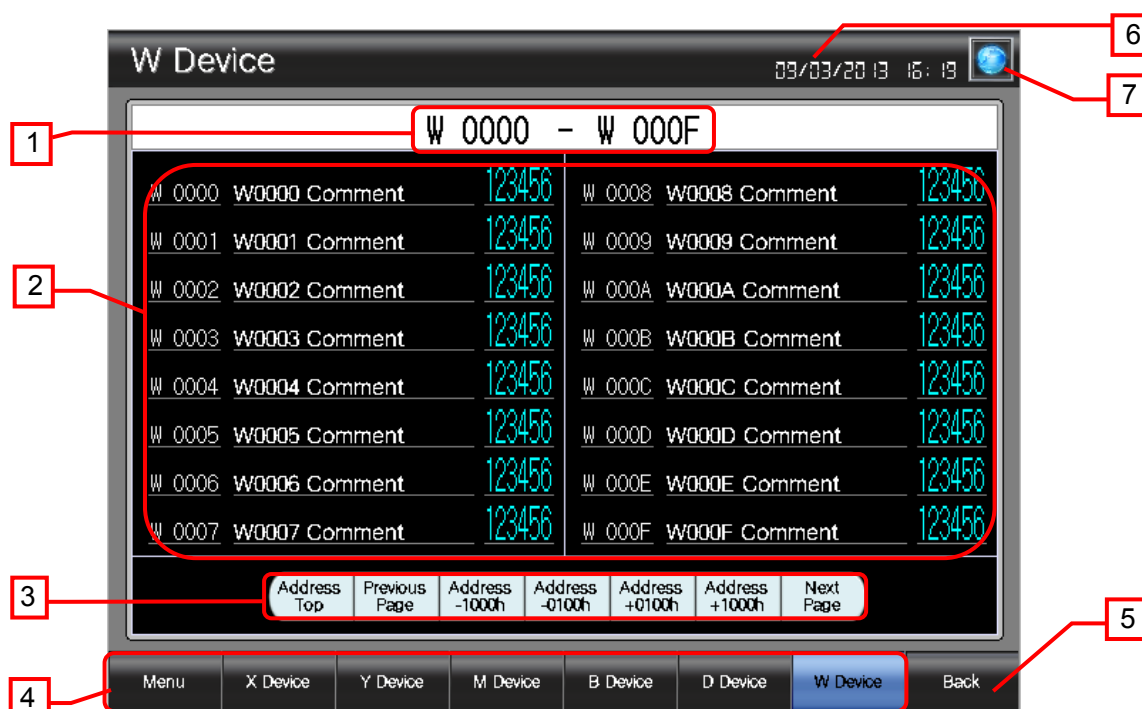 6
W Device
09/03/2013 16:19
7
1
W 0000 - W 000F
W 0000 W0000 Comment 123456 W 0008 W0008 Comment 123456
W 0001 W0001 Comment 123456 W 0009 W0009 Comment 123456
2
W 0002 W0002 Comment 123456 W 000A W000A Comment 123456
W 0003 W0003 Comment 123456 W 000B W000B Comment 123456
W 0004 W0004 Comment 123456 W 000C W000C Comment 123456
W 0005 W0005 Comment 123456 W 000D W000D Comment 123456
W 0006 W0006 Comment 123456 W 000E W000E Comment 123456
W 0007 W0007 Comment 123456 W 000F W000F Comment 123456
3
Address Previous Address Address Address Address Next
Top Page -1000h -0100h +0100h +1000h Page
5
4
Menu X Device Y Device M Device B Device D Device W Device Back